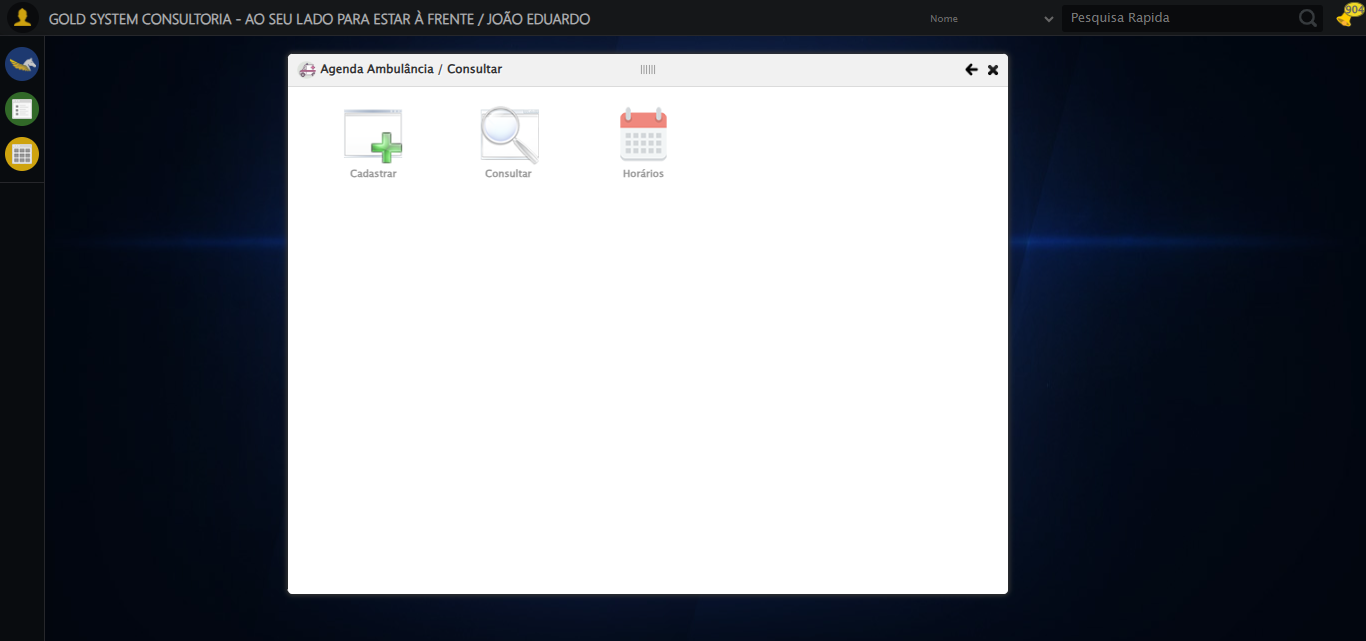 GOLD SYSTEM CONSULTORIA - AO SEU LADO PARA ESTAR À FRENTE / JOÃO EDUARDO
Nome
Pesquisa Rapida
904
Agenda Ambulância / Consultar
Cadastrar
Consultar
Horários